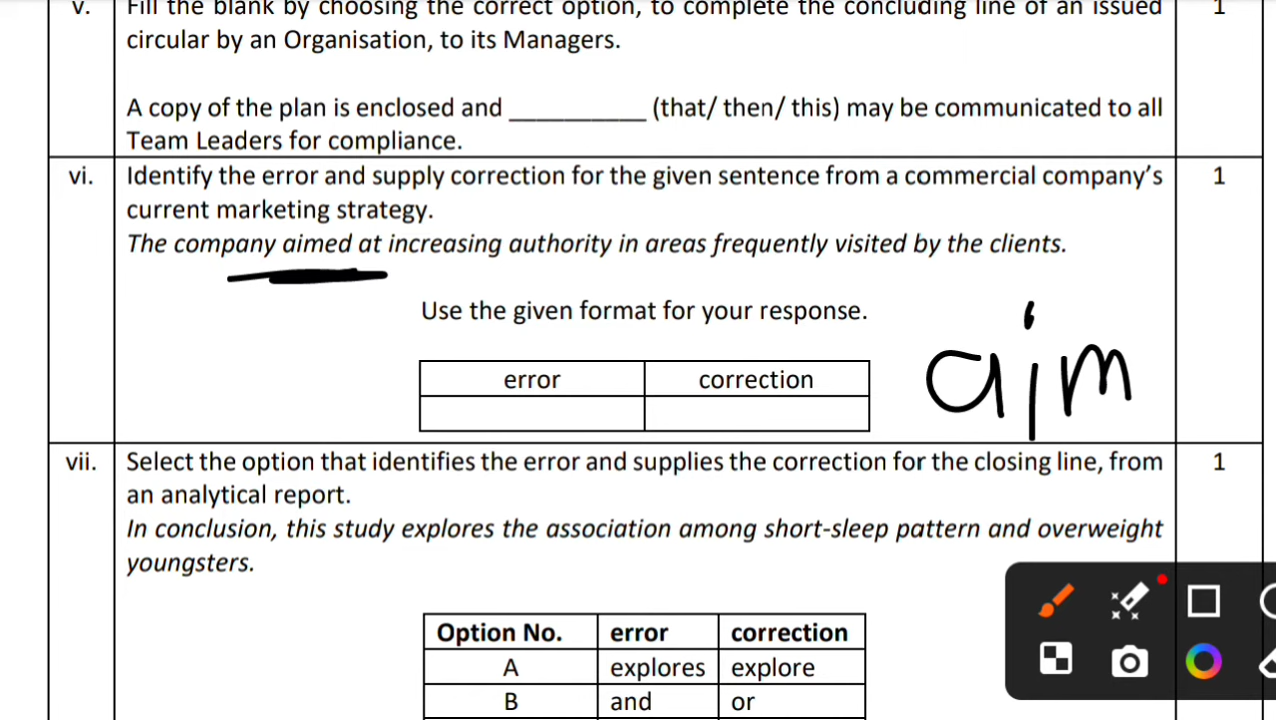 v. Fill the blank by choosing the correct option, to complete the concluding line of an issued 1
circular by an Organisation, to its Managers.
A copy of the plan is enclosed and __________ (that/ then/ this) may be communicated to all
Team Leaders for compliance.
vi. Identify the error and supply correction for the given sentence from a commercial company’s 1
current marketing strategy.
The company aimed at increasing authority in areas frequently visited by the clients.
Use the given format for your response.
error correction
aim
vii. Select the option that identifies the error and supplies the correction for the closing line, from 1
an analytical report.
In conclusion, this study explores the association among short-sleep pattern and overweight
youngsters.
Option No. error correction
A explores explore
B and or